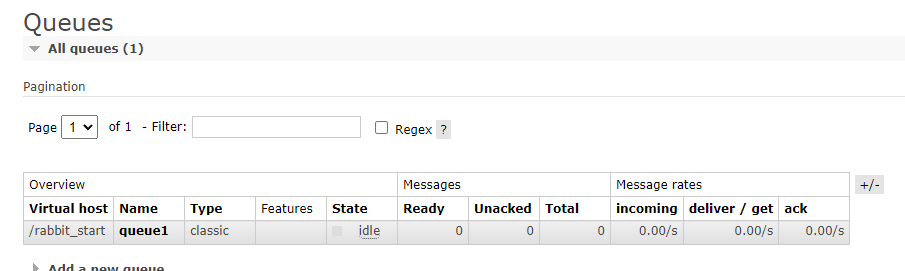 Queues
All queues (1)
Pagination
Page 1 of 1 - Filter: Regex ?
Overview Messages Message rates +/-
Virtual host Name Type Features State Ready Unacked Total incoming deliver / get ack
/rabbit_start queue1 classic idle 0 0 0 0.00/s 0.00/s 0.00/s
Add a new queue